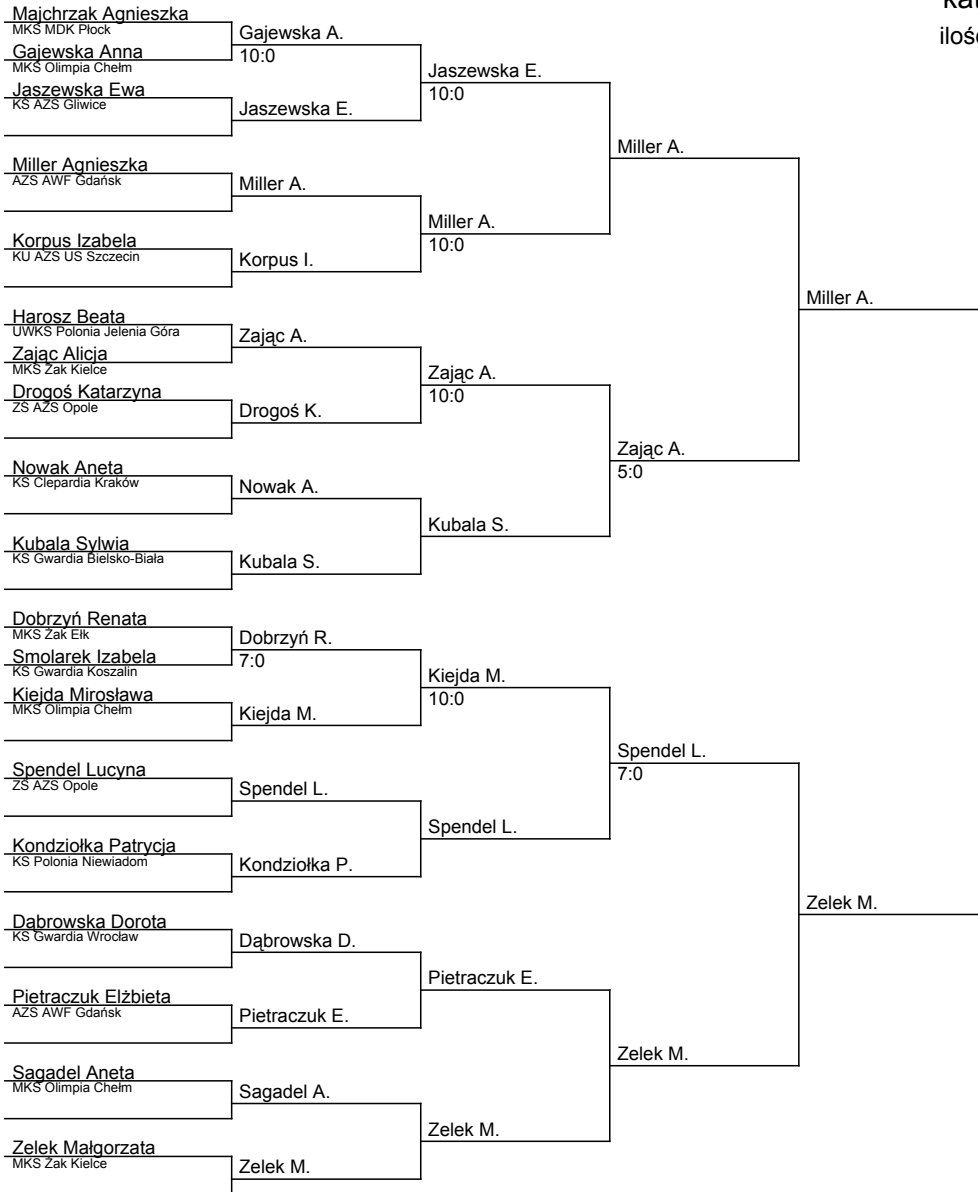 Majchrzak Agnieszka
MKS MDK Płock
Gajewska Anna
MKS Olimpia Chełm
Jaszewska Ewa
KS AZS Gliwice
Miller Agnieszka
AZS AWF Gdańsk
Korpus Izabela
KU AZS US Szczecin
Harosz Beata
UWKS Polonia Jelenia Góra
Zając Alicja
MKS Żak Kielce
Drogoś Katarzyna
ZŚ AZS Opole
Nowak Aneta
KS Clepardia Kraków
Kubala Sylwia
KS Gwardia Bielsko-Biała
Dobrzyń Renata
MKS Żak Ełk
Smolarek Izabela
KS Gwardia Koszalin
Kiejda Mirosława
MKS Olimpia Chełm
Spendel Lucyna
ZŚ AZS Opole
Kondziołka Patrycja
KS Polonia Niewiadom
Dąbrowska Dorota
KS Gwardia Wrocław
Pietraczuk Elżbieta
AZS AWF Gdańsk
Sagadel Aneta
MKS Olimpia Chełm
Zelek Małgorzata
MKS Żak Kielce
Gajewska A.
10:0
Jaszewska E.
Miller A.
Korpus I.
Zając A.
Drogoś K.
Nowak A.
Kubala S.
Dobrzyń R.
7:0
Kiejda M.
Spendel L.
Kondziołka P.
Dąbrowska D.
Pietraczuk E.
Sagadel A.
Zelek M.
Jaszewska E.
10:0
Miller A.
10:0
Zając A.
10:0
Kubala S.
Kiejda M.
10:0
Spendel L.
Pietraczuk E.
Zelek M.
Miller A.
Zając A.
5:0
Spendel L.
7:0
Zelek M.
Miller A.
Zelek M.